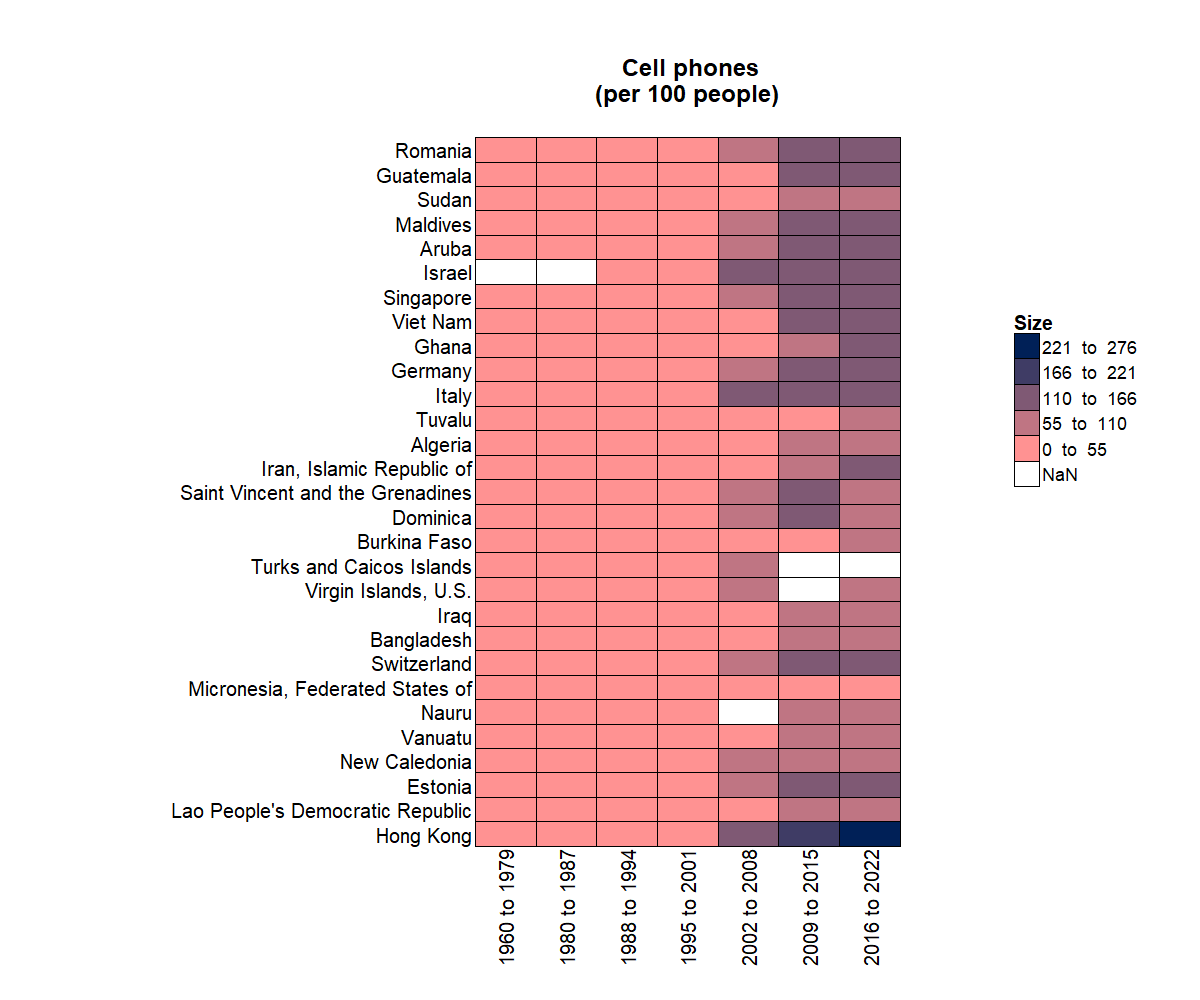 Cell phones
(per 100 people)
Romania
Guatemala
Sudan
Maldives
Aruba
Israel
Singapore
Viet Nam
Ghana
Germany
Italy
Tuvalu
Algeria
Iran, Islamic Republic of
Saint Vincent and the Grenadines
Dominica
Burkina Faso
Turks and Caicos Islands
Virgin Islands, U.S.
Iraq
Bangladesh
Switzerland
Micronesia, Federated States of
Nauru
Vanuatu
New Caledonia
Estonia
Lao People's Democratic Republic
Hong Kong
1960 to 1979
1980 to 1987
1988 to 1994
1995 to 2001
2002 to 2008
2009 to 2015
2016 to 2022
Size
221 to 276
166 to 221
110 to 166
55 to 110
0 to 55
NaN